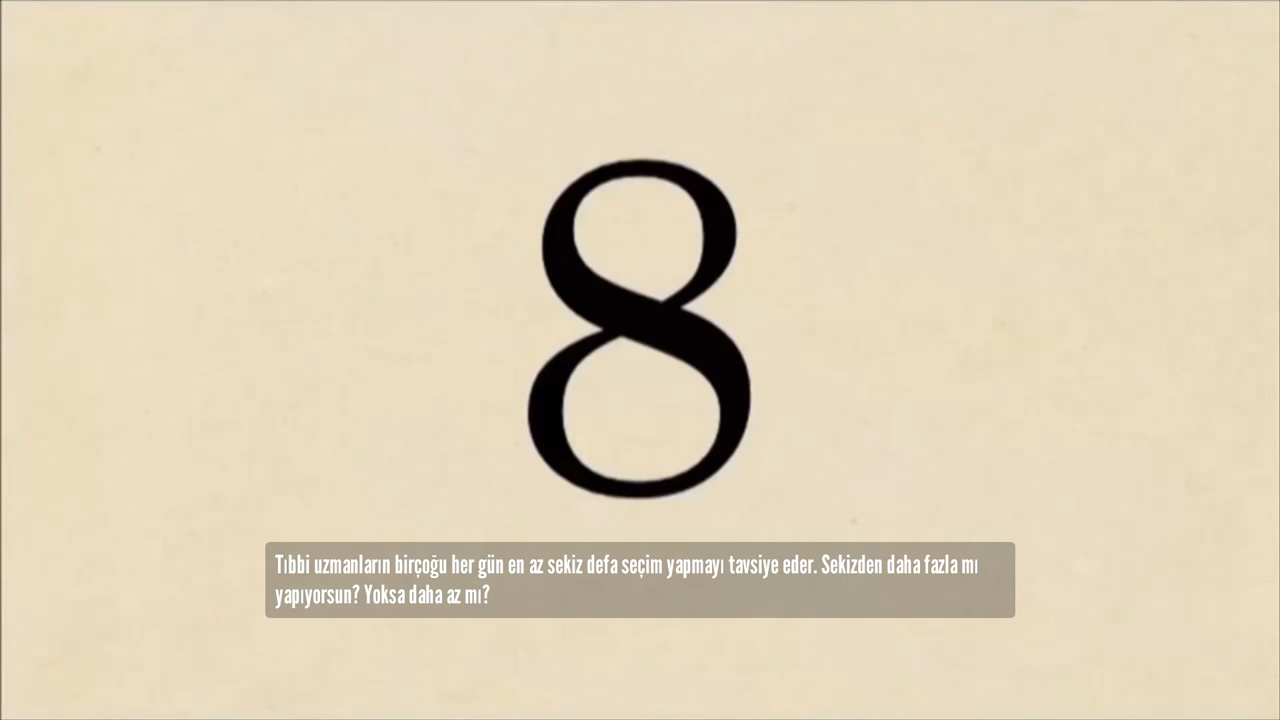 8
Tıbbi uzmanların birçoğu her gün en az sekiz defa seçim yapmayı tavsiye eder. Sekizden daha fazla mı
yapıyorsun? Yoksa daha az mı?